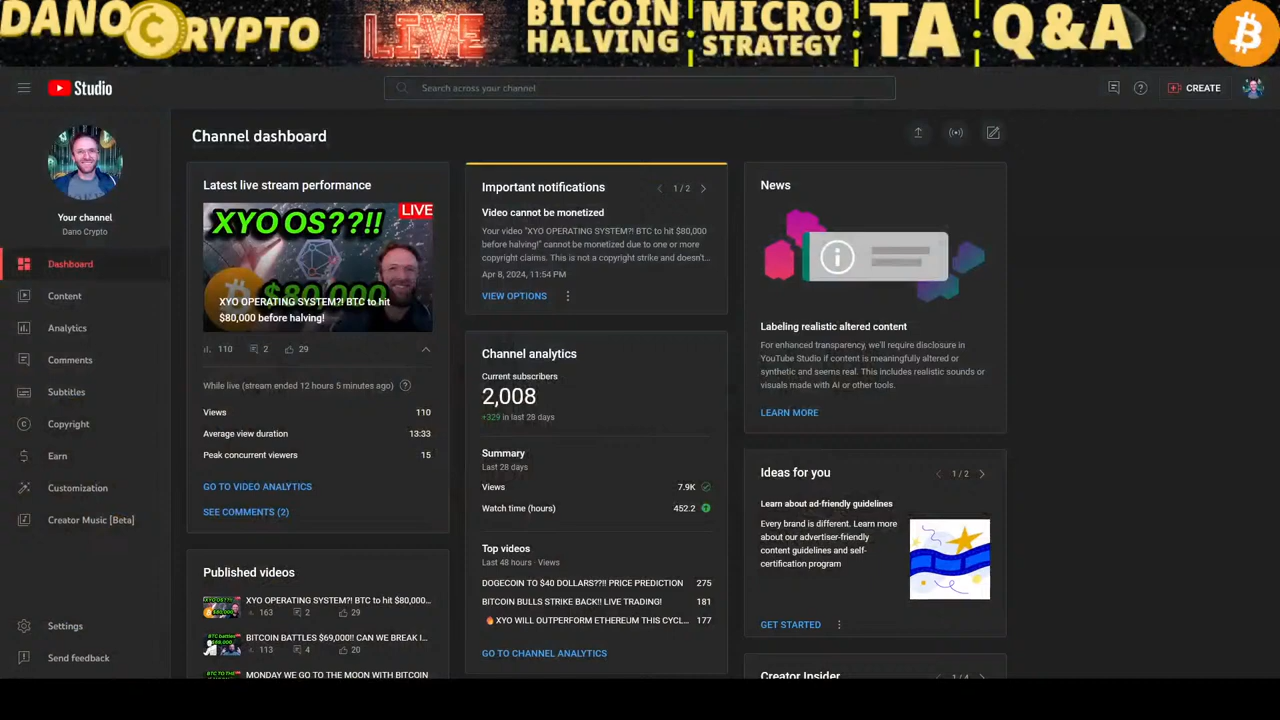 DANO CRYPTO
LIVE
BITCOIN
HALVING
MICRO
STRATEGY
TA
Q&A
Studio
Search across your channel
CREATE
Your channel
Dano Crypto
Dashboard
Content
Analytics
Comments
Subtitles
Copyright
Earn
Customization
Creator Music [Beta]
Settings
Send feedback
Channel dashboard
Latest live stream performance
XYO OS??!!
LIVE
$80,000
XYO OPERATING SYSTEM?! BTC to hit
$80,000 before halving!
110
2
29
While live (stream ended 12 hours 5 minutes ago)
Views 110
Average view duration 13:33
Peak concurrent viewers 15
GO TO VIDEO ANALYTICS
SEE COMMENTS (2)
Published videos
XYO OPERATING SYSTEM?! BTC to hit $80,000...
163 2 29
BITCOIN BATTLES $69,000!! CAN WE BREAK I...
113 4 20
MONDAY WE GO TO THE MOON WITH BITCOIN
Important notifications
1 / 2
Video cannot be monetized
Your video "XYO OPERATING SYSTEM?! BTC to hit $80,000
before halving!" cannot be monetized due to one or more
copyright claims. This is not a copyright strike and doesn't...
Apr 8, 2024, 11:54 PM
VIEW OPTIONS
Channel analytics
Current subscribers
2,008
+329 in last 28 days
Summary
Last 28 days
Views 7.9K
Watch time (hours) 452.2
Top videos
Last 48 hours · Views
DOGECOIN TO $40 DOLLARS??!! PRICE PREDICTION 275
BITCOIN BULLS STRIKE BACK!! LIVE TRADING! 181
🔥XYO WILL OUTPERFORM ETHEREUM THIS CYCL... 177
GO TO CHANNEL ANALYTICS
News
Labeling realistic altered content
For enhanced transparency, we'll require disclosure in
YouTube Studio if content is meaningfully altered or
synthetic and seems real. This includes realistic sounds or
visuals made with AI or other tools.
LEARN MORE
Ideas for you
1 / 2
Learn about ad-friendly guidelines
Every brand is different. Learn more
about our advertiser-friendly
content guidelines and self-
certification program
GET STARTED
Creator Insider
1 / 4